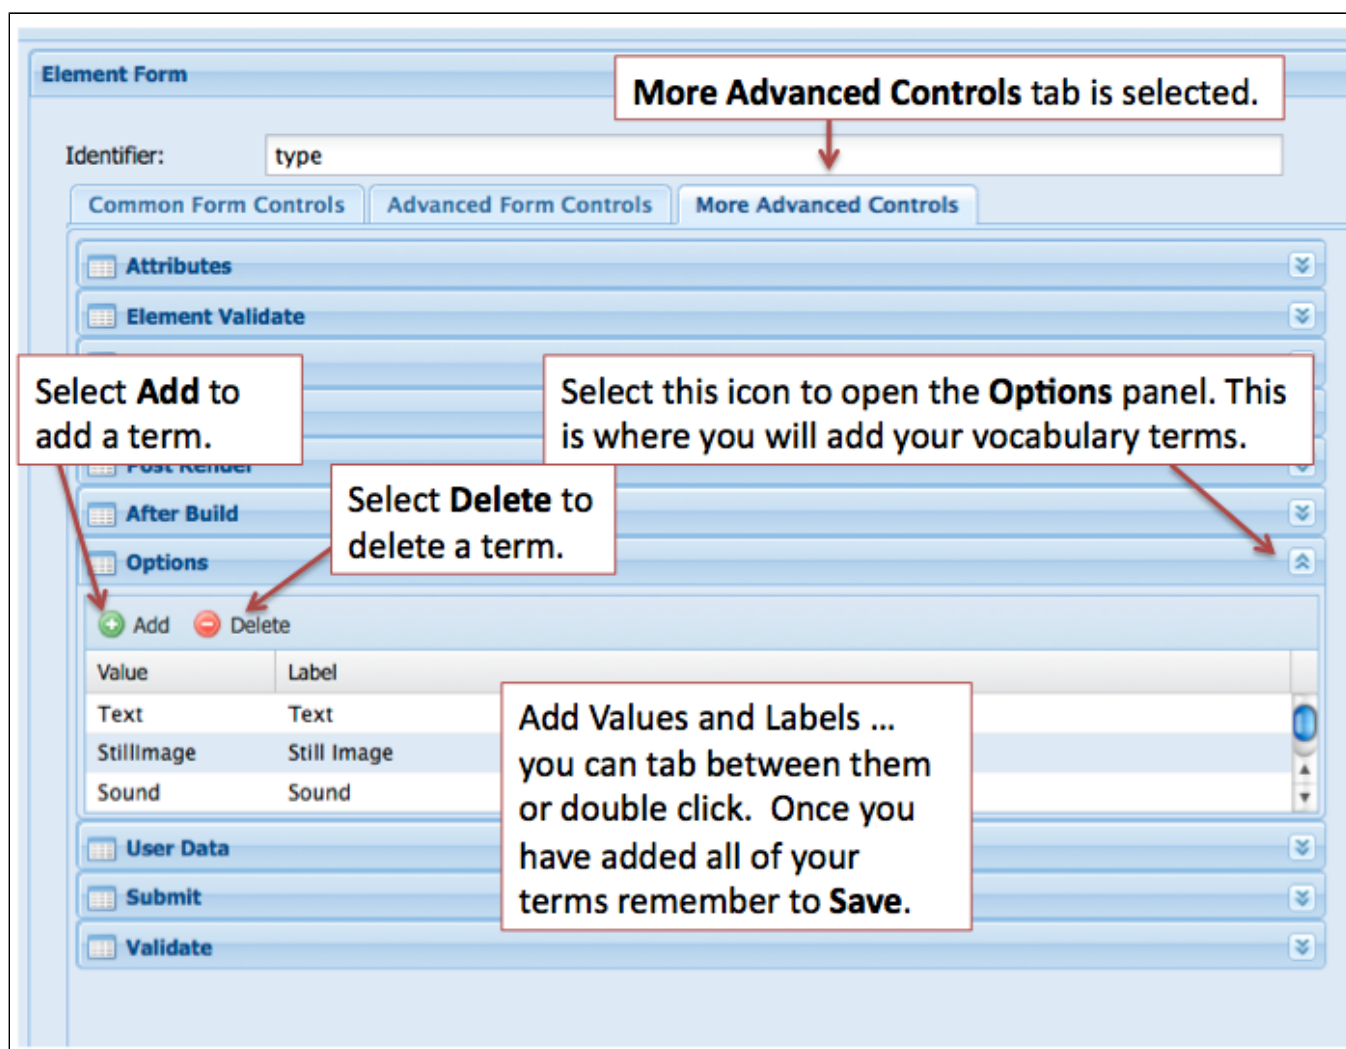 Element Form
More Advanced Controls tab is selected.
Identifier:
type
Common Form Controls
Advanced Form Controls
More Advanced Controls
Attributes
Element Validate
Select Add to
add a term.
Select this icon to open the Options panel. This
is where you will add your vocabulary terms.
Post Render
Select Delete to
delete a term.
After Build
Options
Add
Delete
Value
Label
Text
Text
StillImage
Still Image
Sound
Sound
Add Values and Labels ...
you can tab between them
or double click. Once you
have added all of your
terms remember to Save.
User Data
Submit
Validate